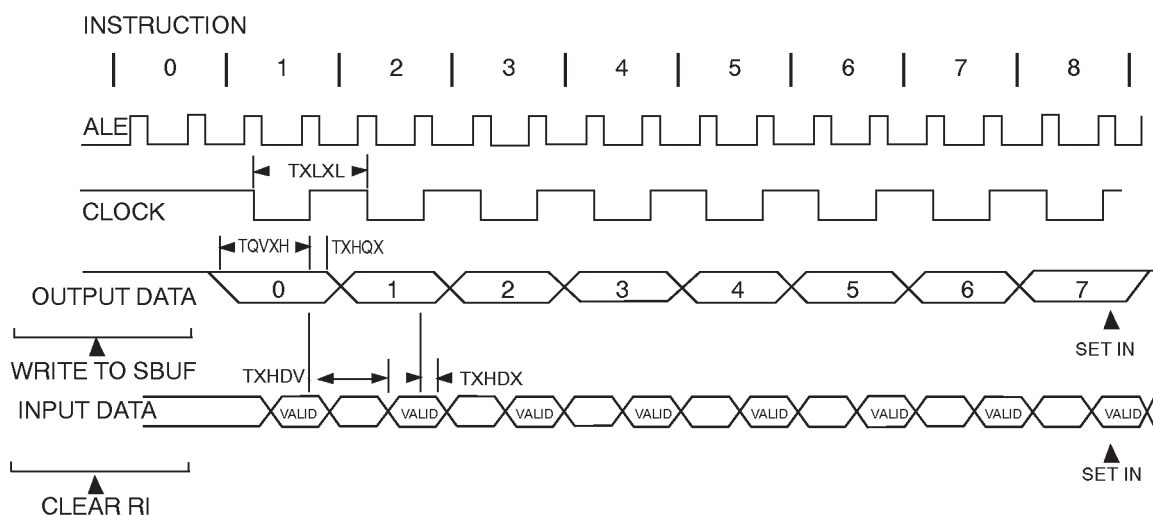 INSTRUCTION
0 1 2 3 4 5 6 7 8
ALE
TXLXL
CLOCK
TQVXH TXHQX
OUTPUT DATA 0 1 2 3 4 5 6 7
WRITE TO SBUF
SET IN
TXHDV TXHDX
INPUT DATA VALID VALID VALID VALID VALID VALID VALID VALID
SET IN
CLEAR RI